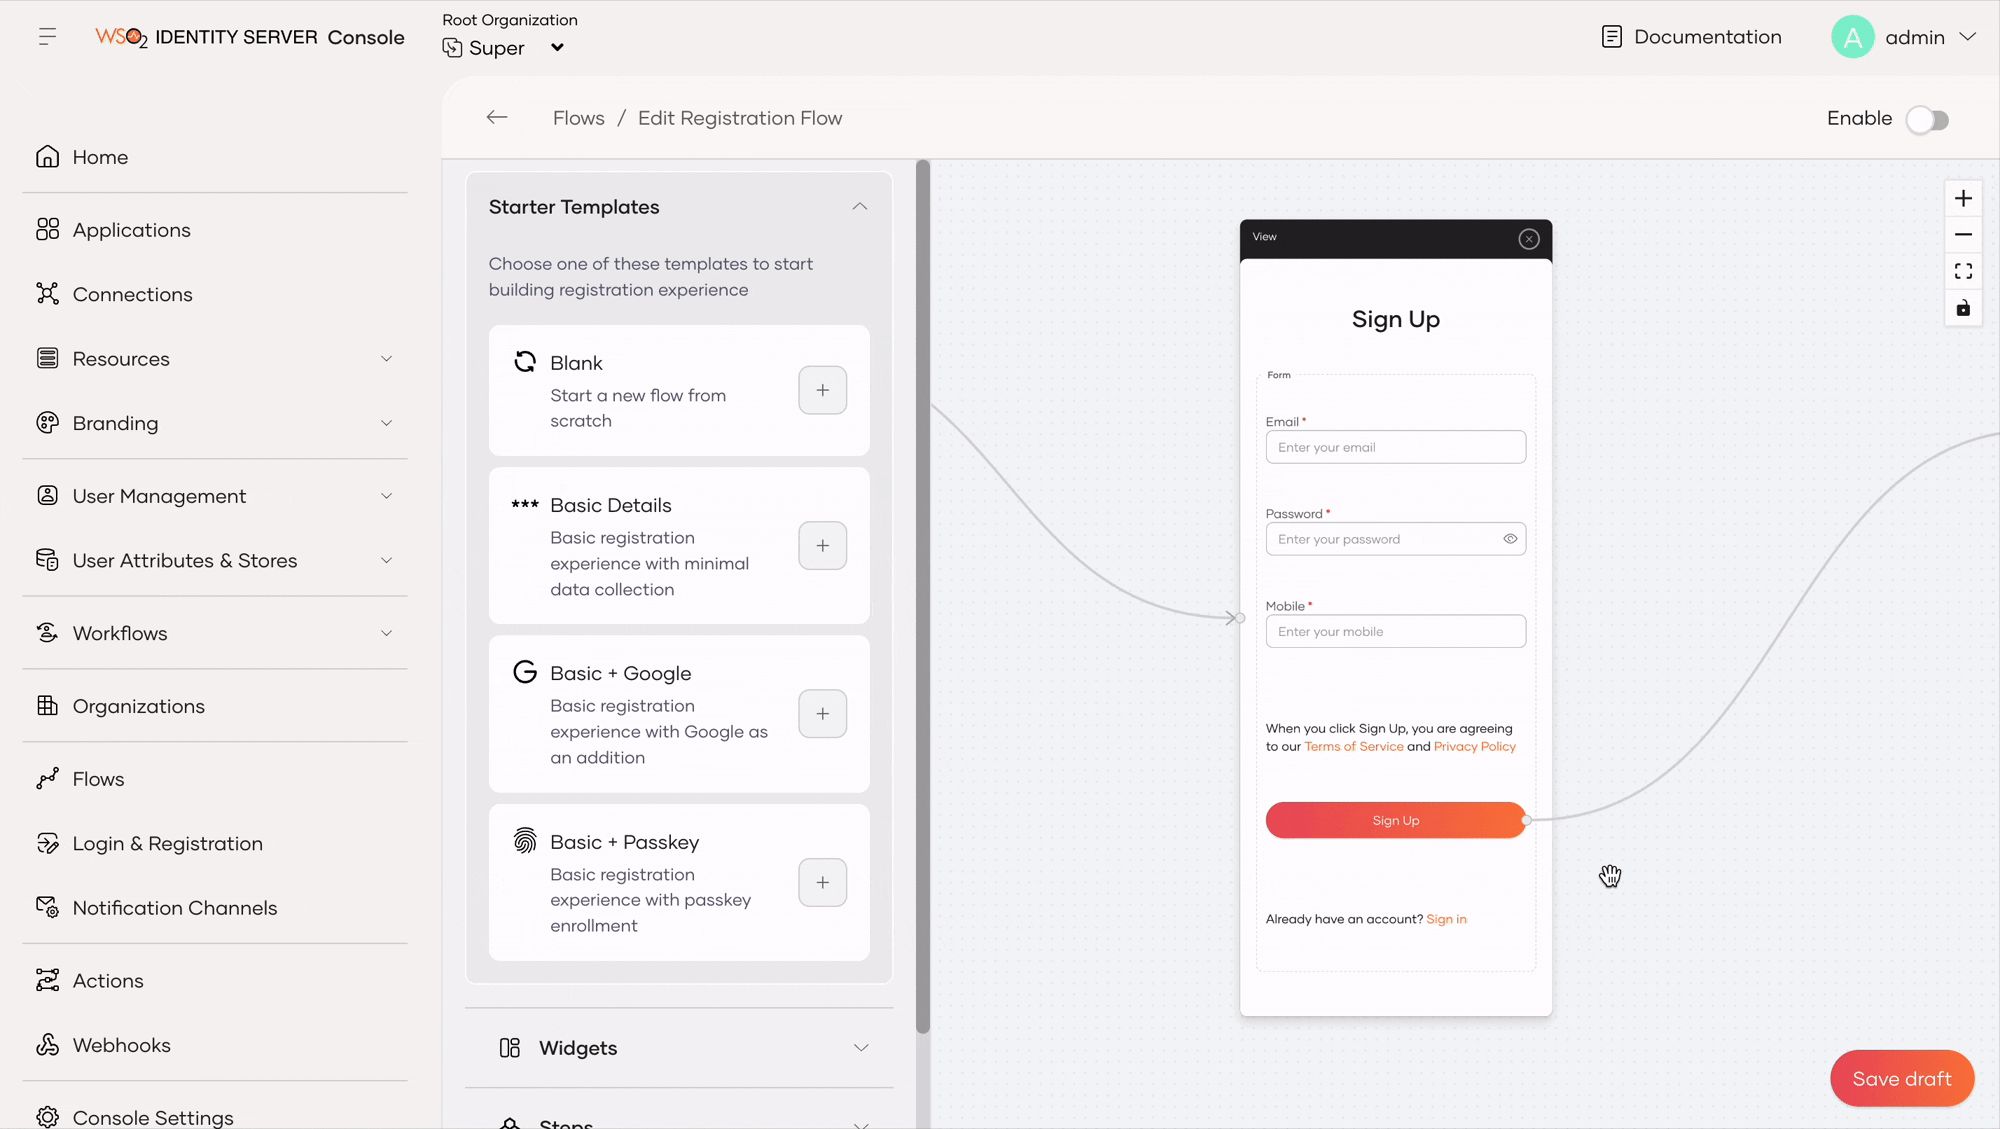 WSO2 IDENTITY SERVER Console
Root Organization
Super
Documentation
A
admin
Flows / Edit Registration Flow
Enable
Home
Applications
Connections
Resources
Branding
User Management
User Attributes & Stores
Workflows
Organizations
Flows
Login & Registration
Notification Channels
Actions
Webhooks
Console Settings
Starter Templates
Choose one of these templates to start
building registration experience
Blank
Start a new flow from
scratch
Basic Details
Basic registration
experience with minimal
data collection
Basic + Google
Basic registration
experience with Google as
an addition
Basic + Passkey
Basic registration
experience with passkey
enrollment
Widgets
Steps
View
Sign Up
Form
Email *
Enter your email
Password *
Enter your password
Mobile *
Enter your mobile
When you click Sign Up, you are agreeing
to our Terms of Service and Privacy Policy
Sign Up
Already have an account? Sign in
Save draft